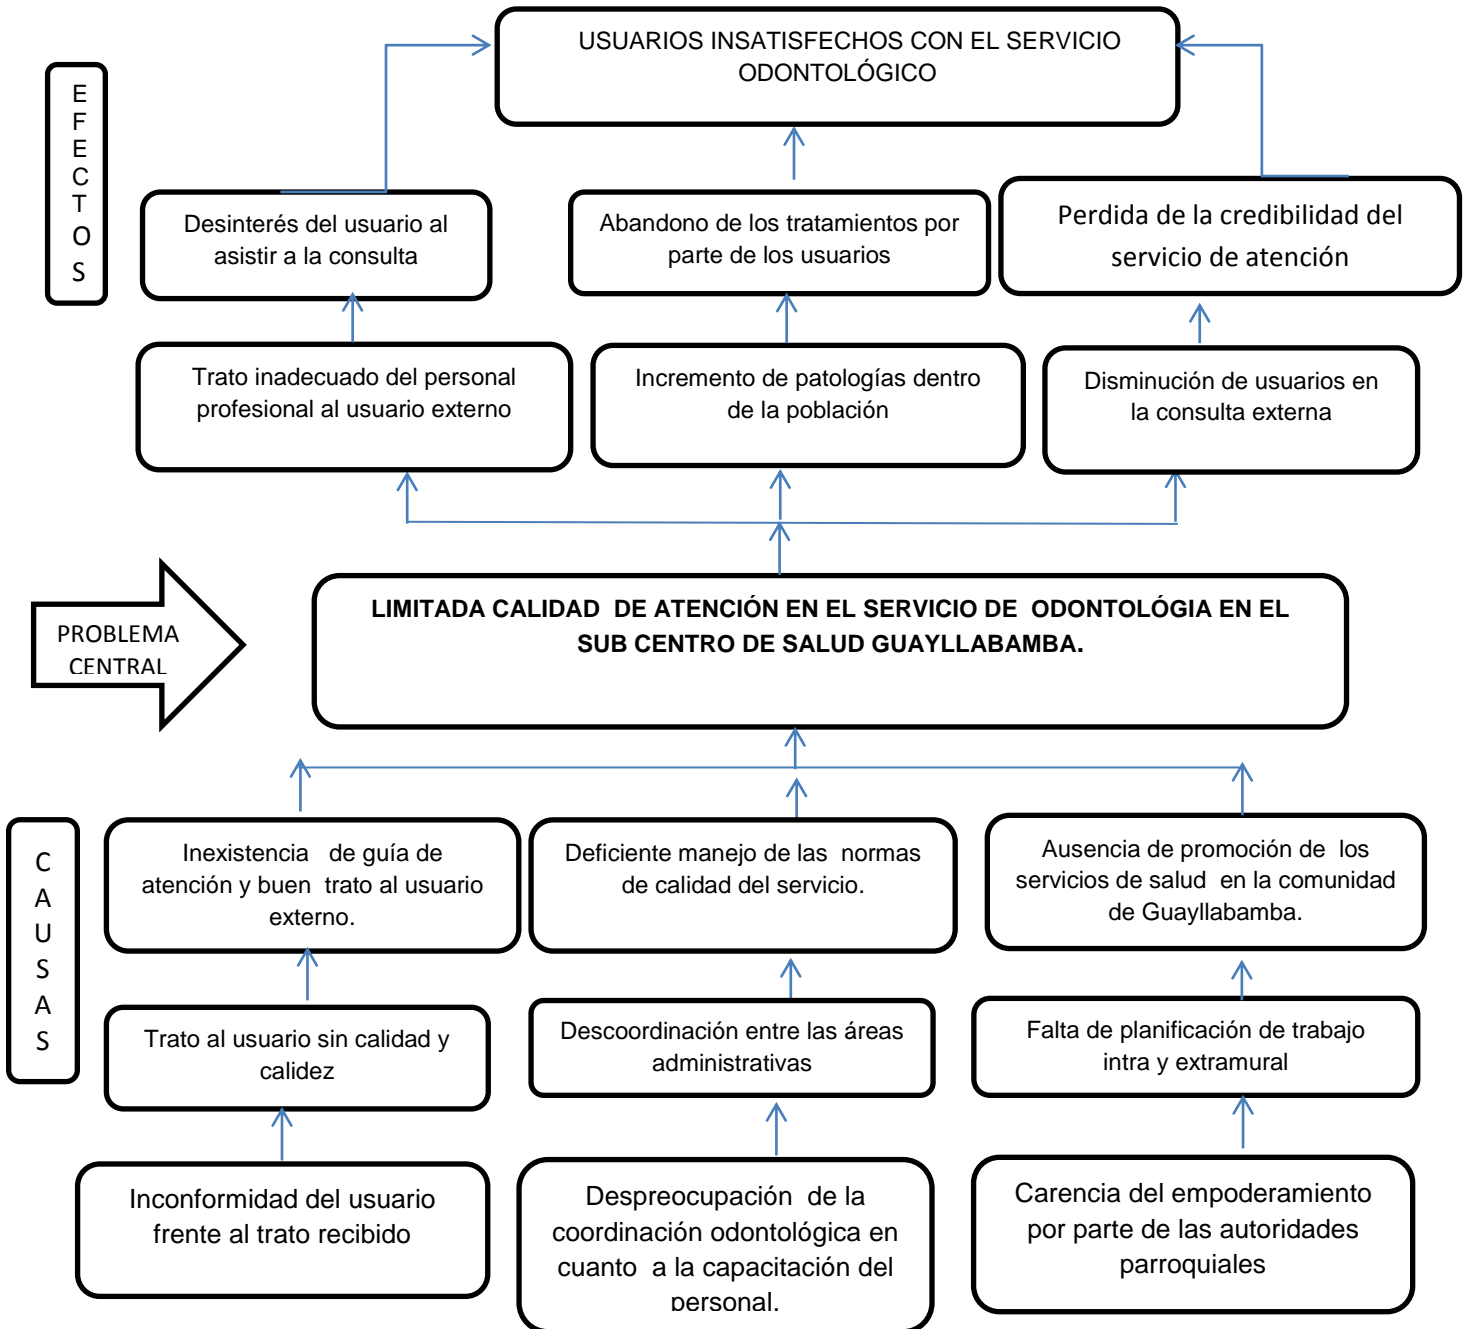 USUARIOS INSATISFECHOS CON EL SERVICIO
ODONTOLÓGICO
E
F
E
C
T
O
S
Desinterés del usuario al
asistir a la consulta
Abandono de los tratamientos por
parte de los usuarios
Perdida de la credibilidad del
servicio de atención
Trato inadecuado del personal
profesional al usuario externo
Incremento de patologías dentro
de la población
Disminución de usuarios en
la consulta externa
PROBLEMA
CENTRAL
LIMITADA CALIDAD DE ATENCIÓN EN EL SERVICIO DE ODONTOLÓGIA EN EL
SUB CENTRO DE SALUD GUAYLLABAMBA.
C
A
U
S
A
S
Inexistencia de guía de
atención y buen trato al usuario
externo.
Deficiente manejo de las normas
de calidad del servicio.
Ausencia de promoción de los
servicios de salud en la comunidad
de Guayllabamba.
Trato al usuario sin calidad y
calidez
Descoordinación entre las áreas
administrativas
Falta de planificación de trabajo
intra y extramural
Inconformidad del usuario
frente al trato recibido
Despreocupación de la
coordinación odontológica en
cuanto a la capacitación del
personal.
Carencia del empoderamiento
por parte de las autoridades
parroquiales